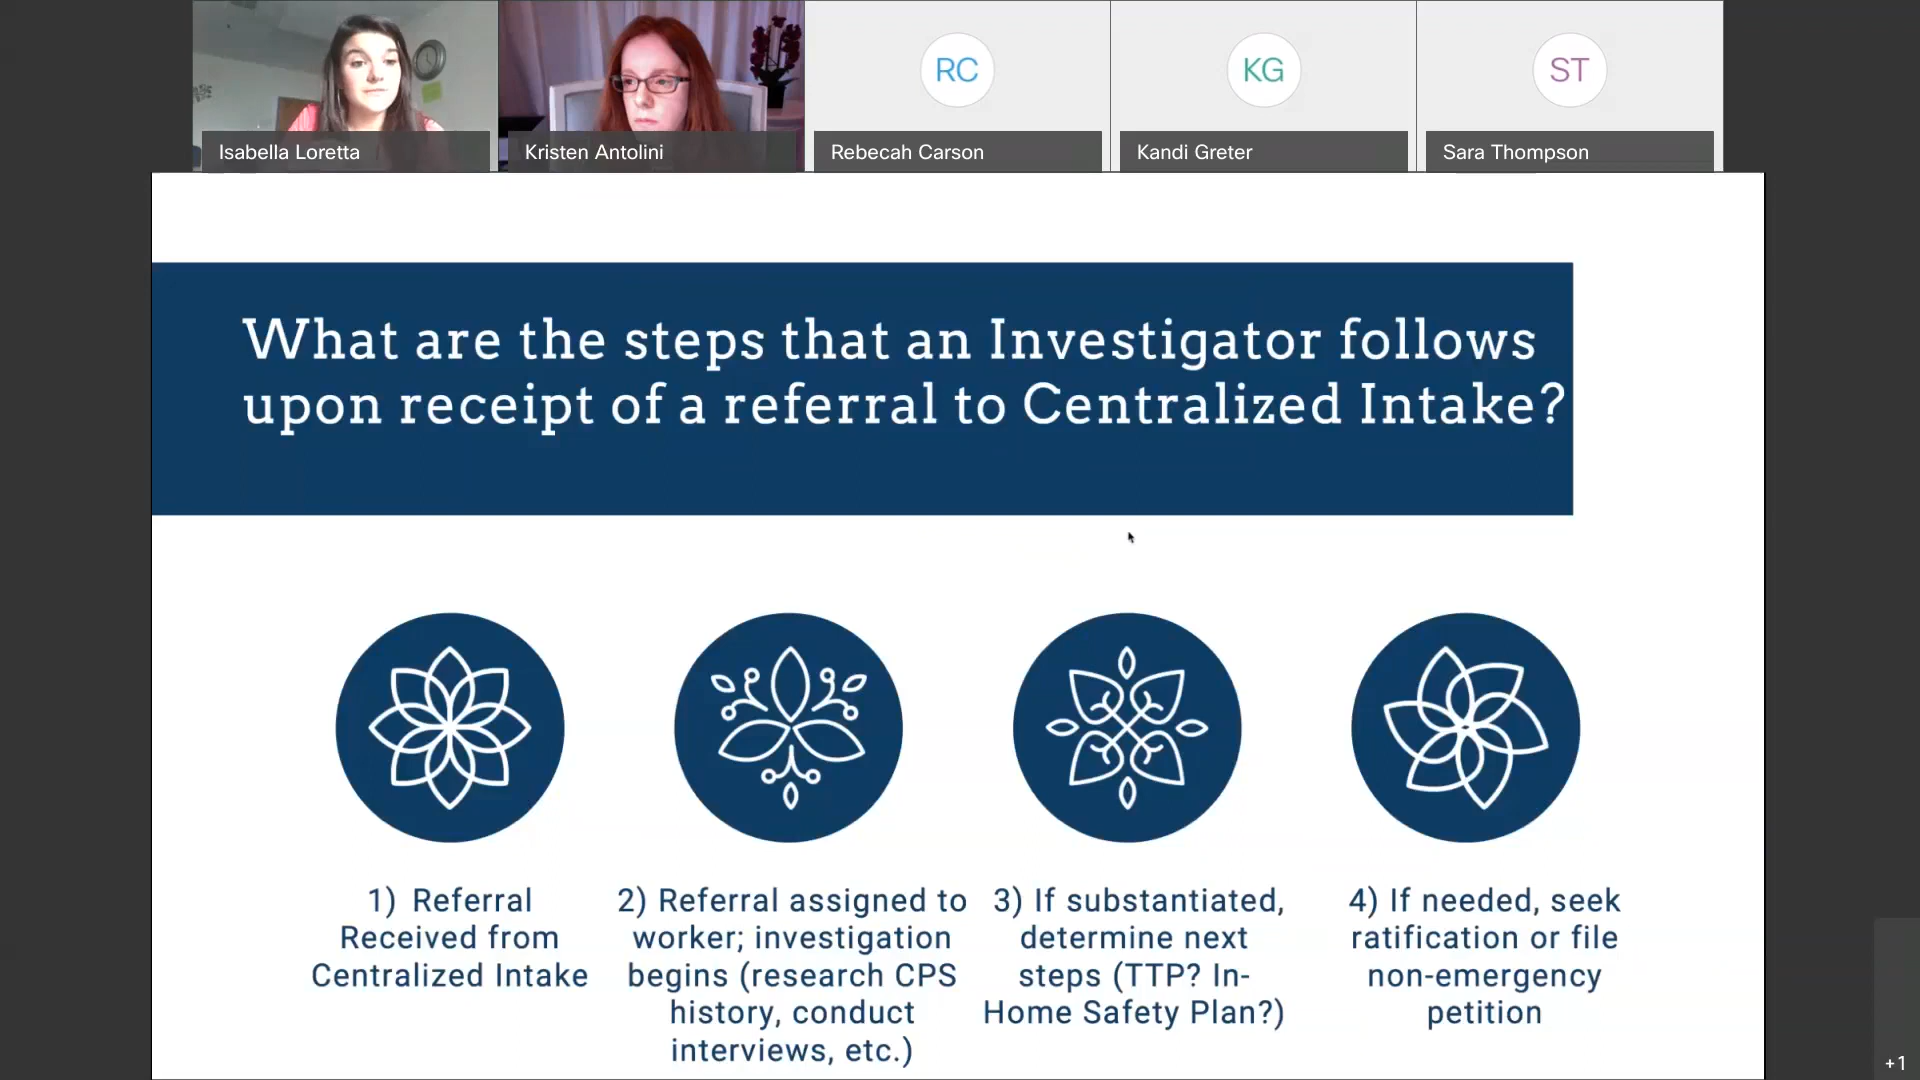 Isabella Loretta
Kristen Antolini
RC
Rebecah Carson
KG
Kandi Greter
ST
Sara Thompson
What are the steps that an Investigator follows
upon receipt of a referral to Centralized Intake?
1) Referral
Received from
Centralized Intake
2) Referral assigned to
worker; investigation
begins (research CPS
history, conduct
interviews, etc.)
3) If substantiated,
determine next
steps (TTP? In-
Home Safety Plan?)
4) If needed, seek
ratification or file
non-emergency
petition
+1